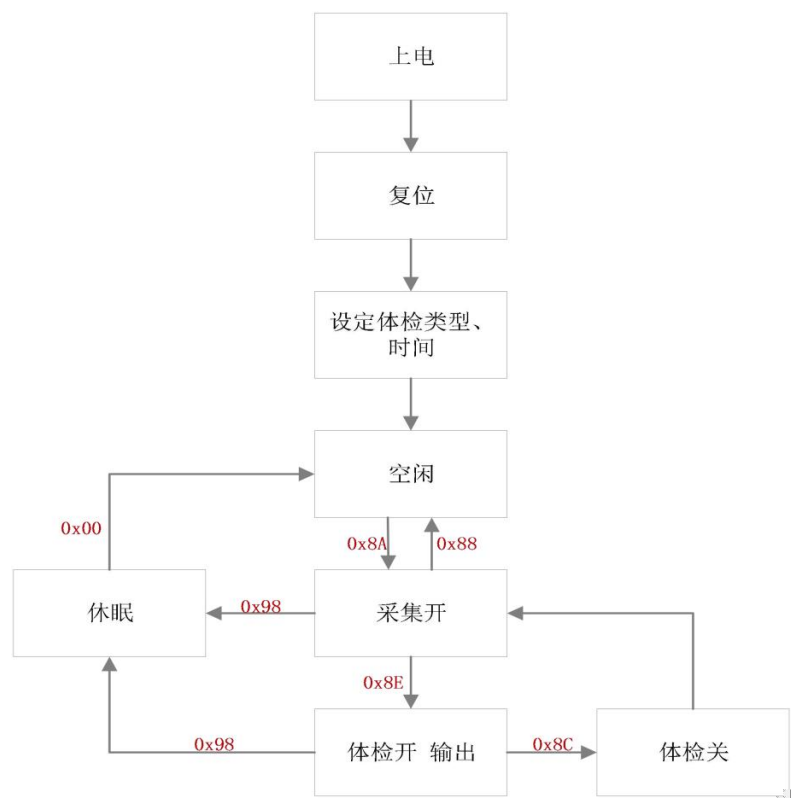 上电
复位
设定体检类型、
时间
空闲
0x00
0x8A
0x88
休眠
0x98
采集开
0x8E
0x98
体检开 输出
0x8C
体检关